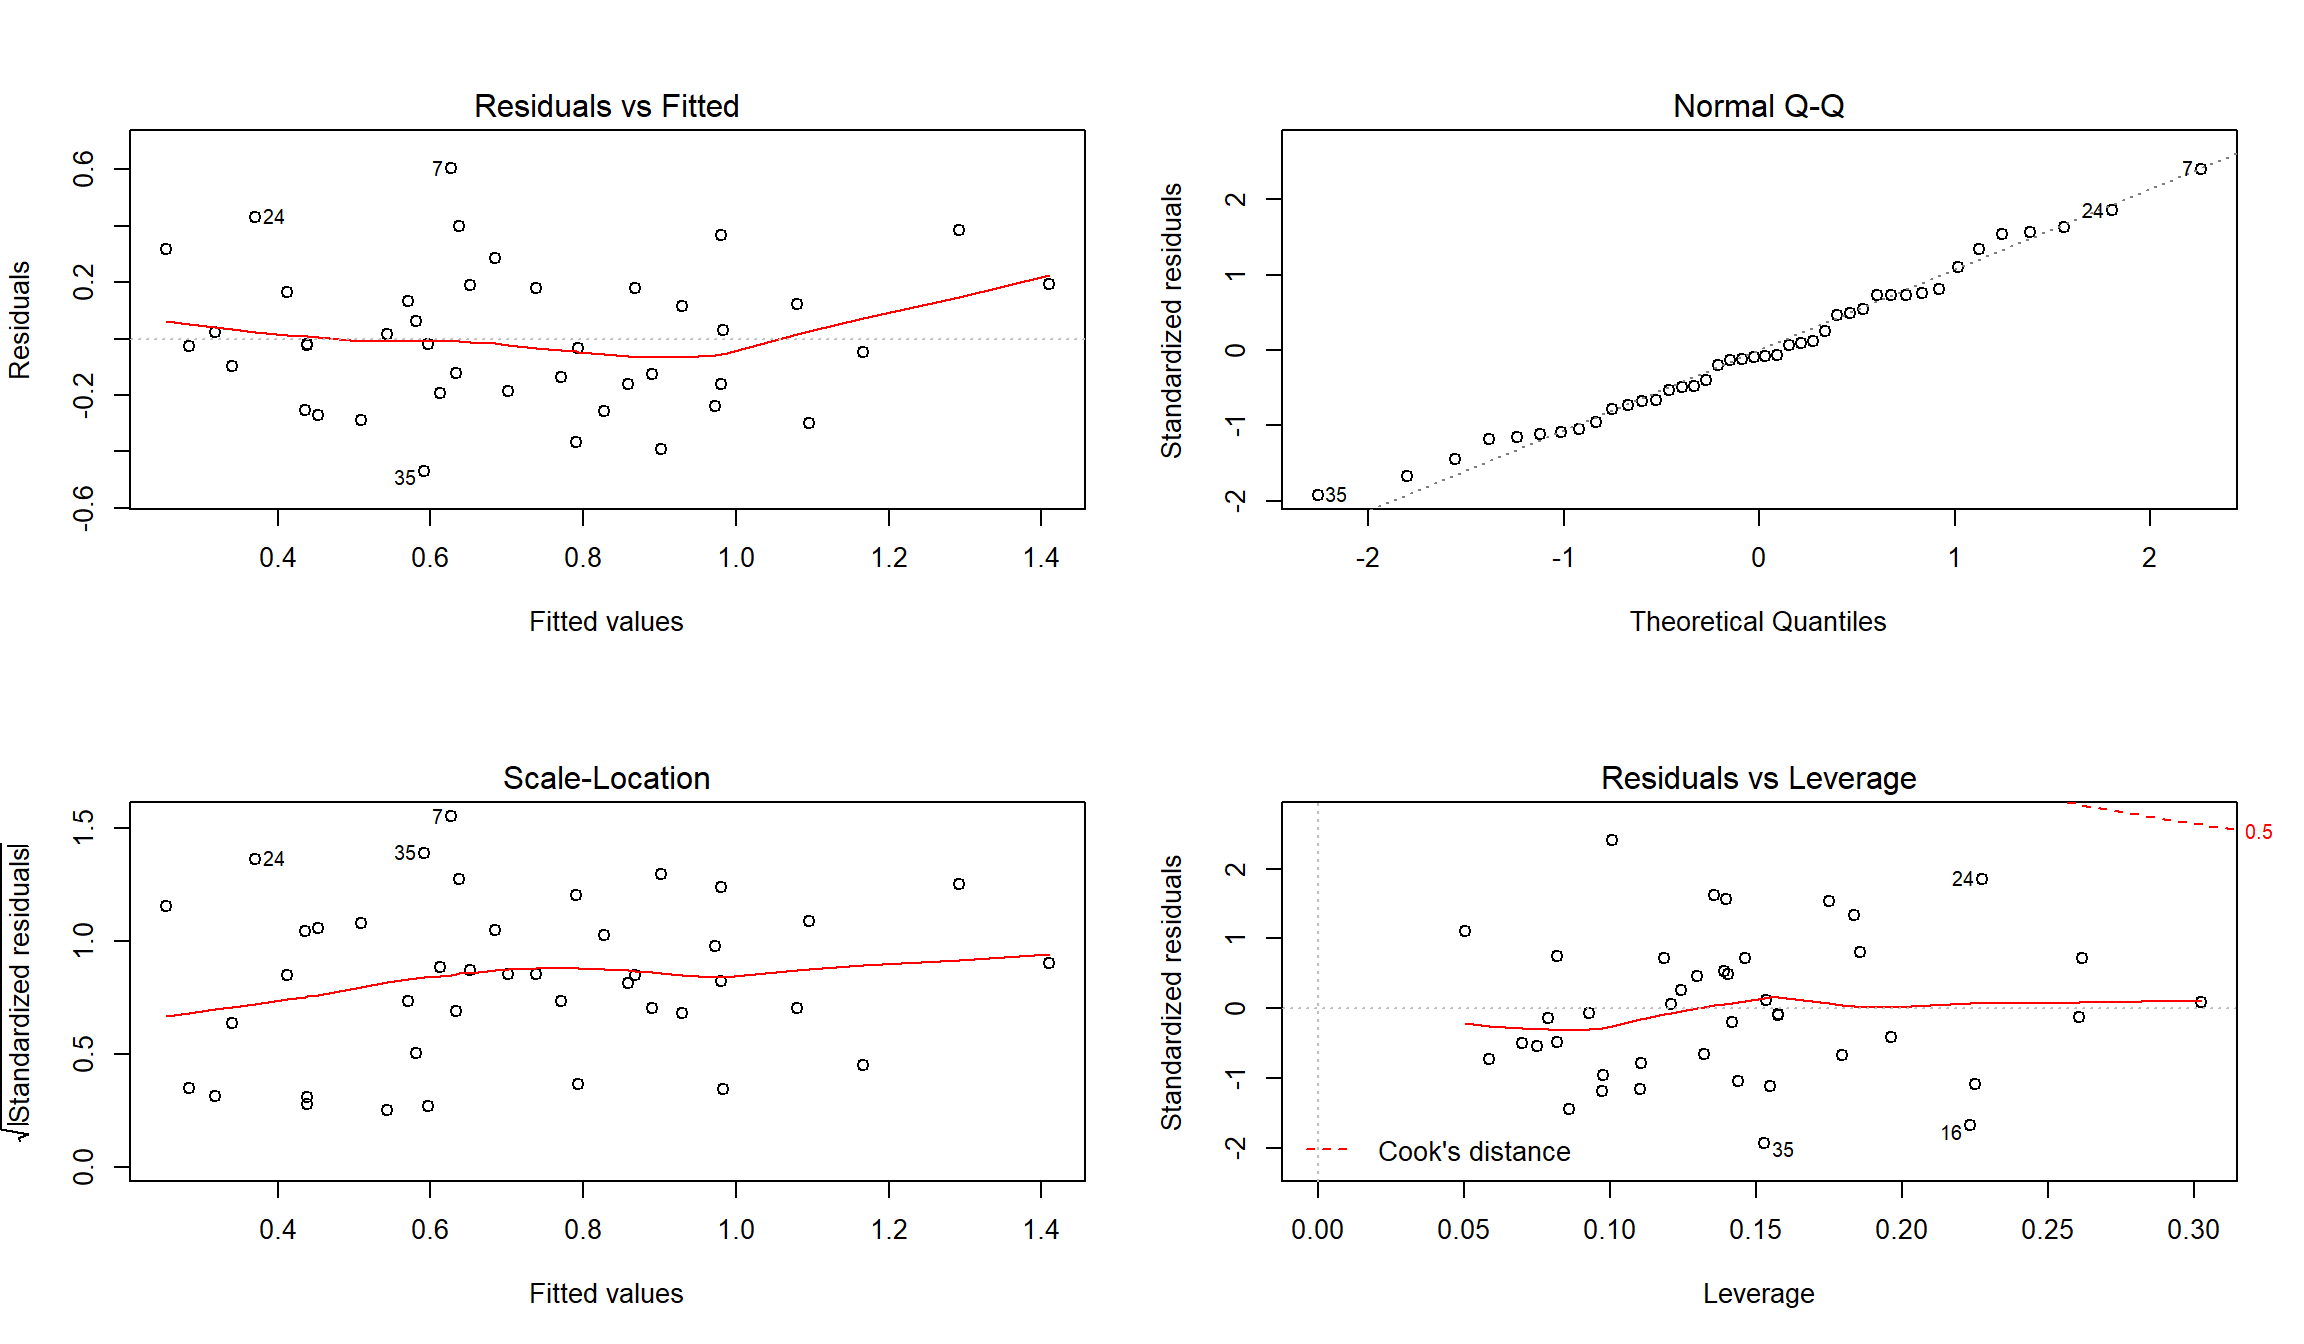 Residuals vs Fitted
Residuals
0.6
0.2
-0.2
-0.6
7
24
35
0.4 0.6 0.8 1.0 1.2 1.4
Fitted values
Normal Q-Q
Standardized residuals
2
1
0
-1
-2
7
24
35
-2 -1 0 1 2
Theoretical Quantiles
Scale-Location
√|Standardized residuals|
1.5
1.0
0.5
0.0
7
35
24
0.4 0.6 0.8 1.0 1.2 1.4
Fitted values
Residuals vs Leverage
Standardized residuals
2
1
0
-1
-2
0.5
24
16
35
Cook's distance
0.00 0.05 0.10 0.15 0.20 0.25 0.30
Leverage